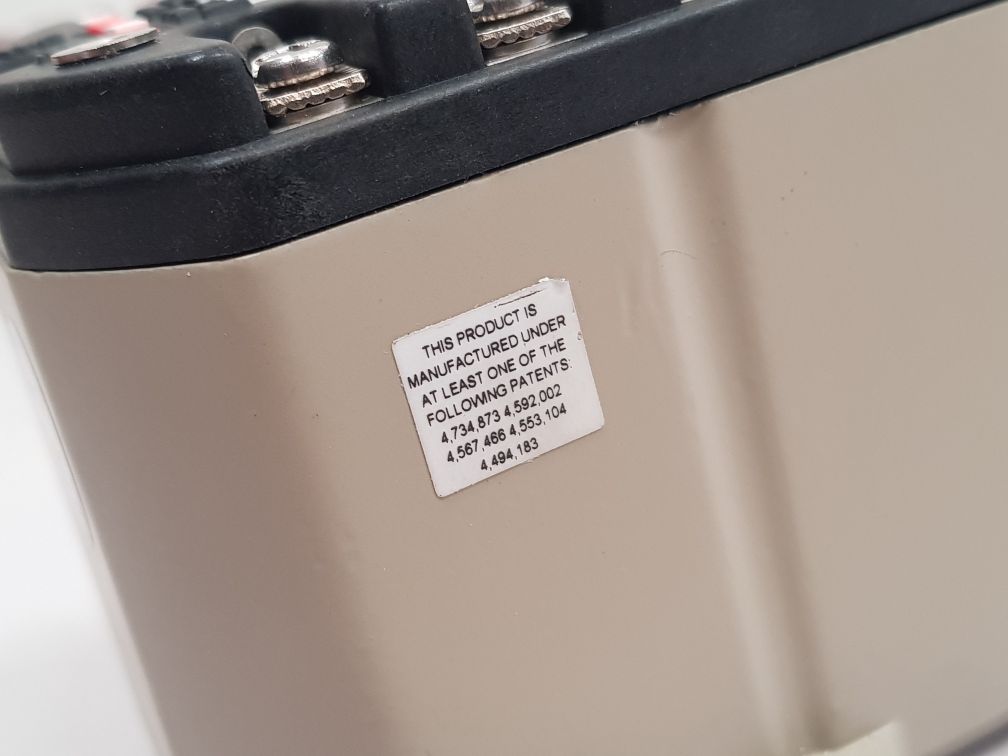 THIS PRODUCT IS
MANUFACTURED UNDER
AT LEAST ONE OF THE
FOLLOWING PATENTS:
4,734,873 4,592,002
4,567,466 4,553,104
4,494,183